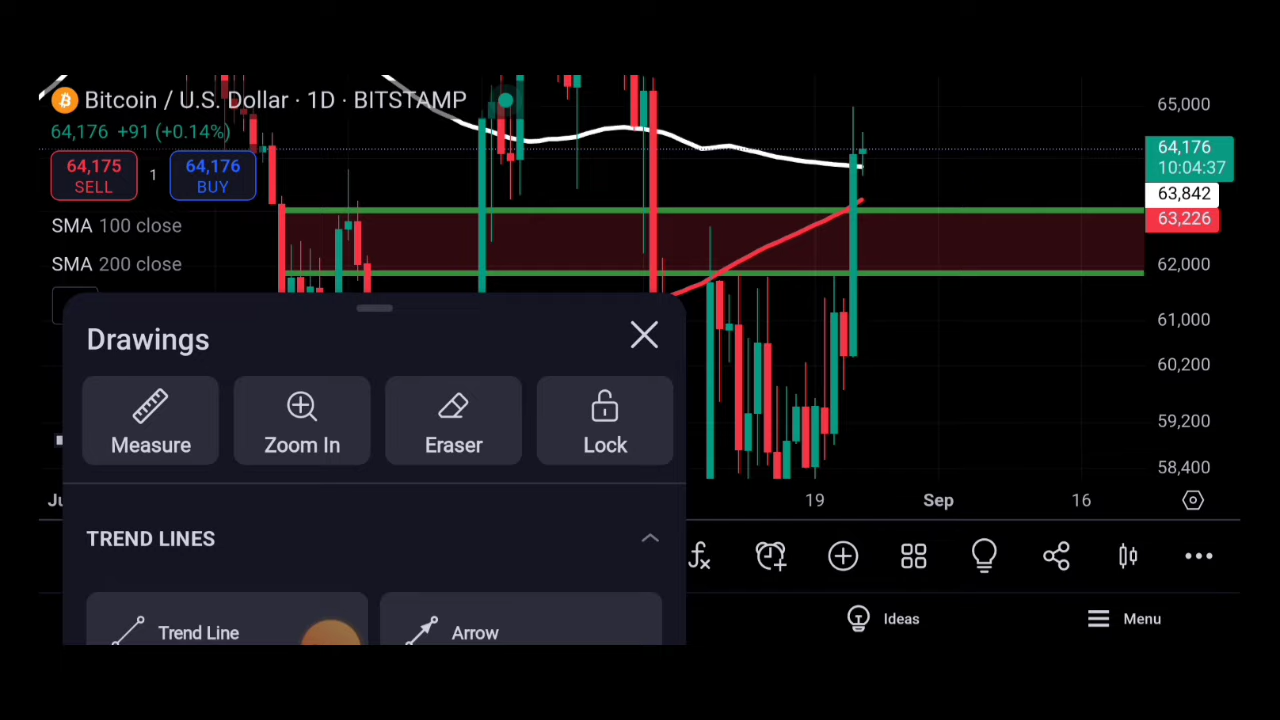 Bitcoin / U.S. Dollar · 1D · BITSTAMP
64,176 +91 (+0.14%)
64,175
SELL
1
64,176
BUY
SMA 100 close
SMA 200 close
65,000
64,176
10:04:37
63,842
63,226
62,000
61,000
60,200
59,200
58,400
Drawings
Measure
Zoom In
Eraser
Lock
TREND LINES
Trend Line
Arrow
19
Sep
16
Ideas
Menu